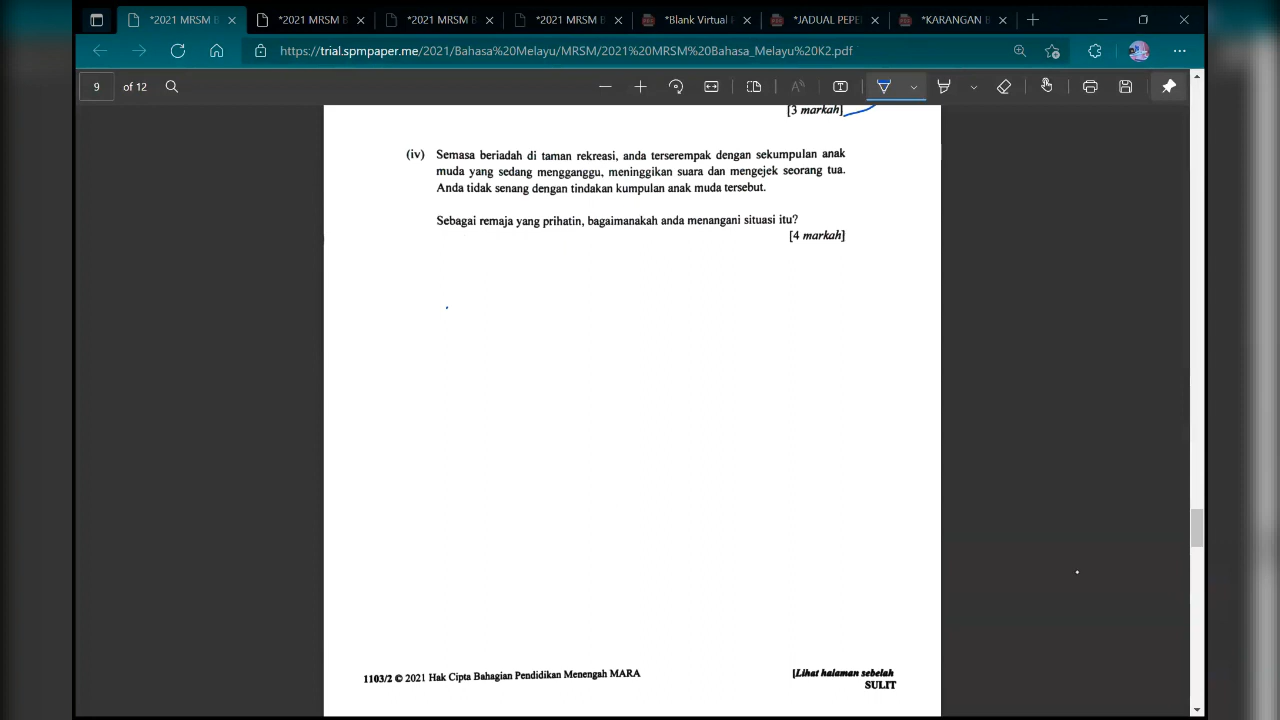 *2021 MRSM B
*2021 MRSM B
*2021 MRSM B
*2021 MRSM B
*Blank Virtual
*JADUAL PEPE
*KARANGAN B
https://trial.spmpaper.me/2021/Bahasa%20Melayu/MRSM/2021%20MRSM%20Bahasa_Melayu%20K2.pdf
9 of 12
[3 markah]
(iv) Semasa beriadah di taman rekreasi, anda terserempak dengan sekumpulan anak
muda yang sedang mengganggu, meninggikan suara dan mengejek seorang tua.
Anda tidak senang dengan tindakan kumpulan anak muda tersebut.
Sebagai remaja yang prihatin, bagaimanakah anda menangani situasi itu?
[4 markah]
1103/2 © 2021 Hak Cipta Bahagian Pendidikan Menengah MARA
[Lihat halaman sebelah
SULIT